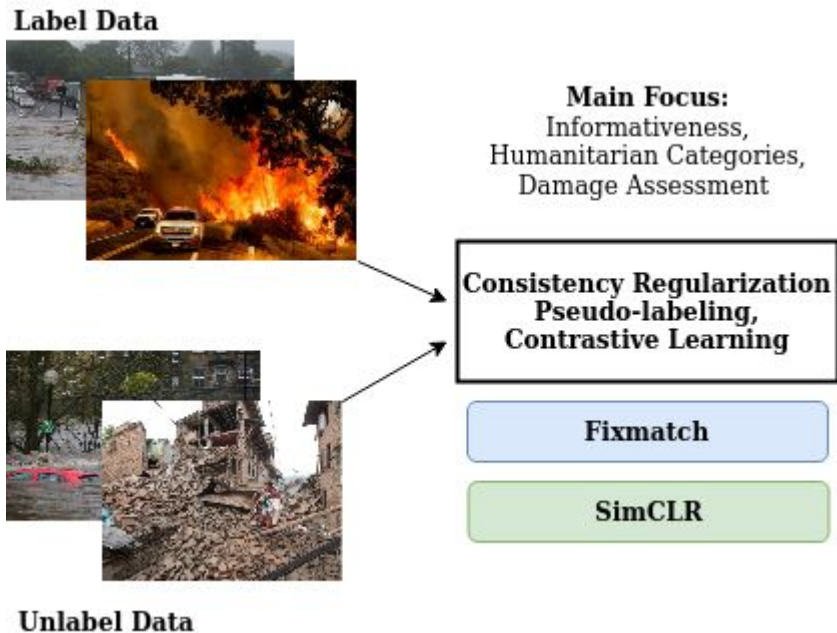 Label Data
Main Focus:
Informativeness,
Humanitarian Categories,
Damage Assessment
Consistency Regularization
Pseudo-labeling,
Contrastive Learning
Fixmatch
SimCLR
Unlabel Data